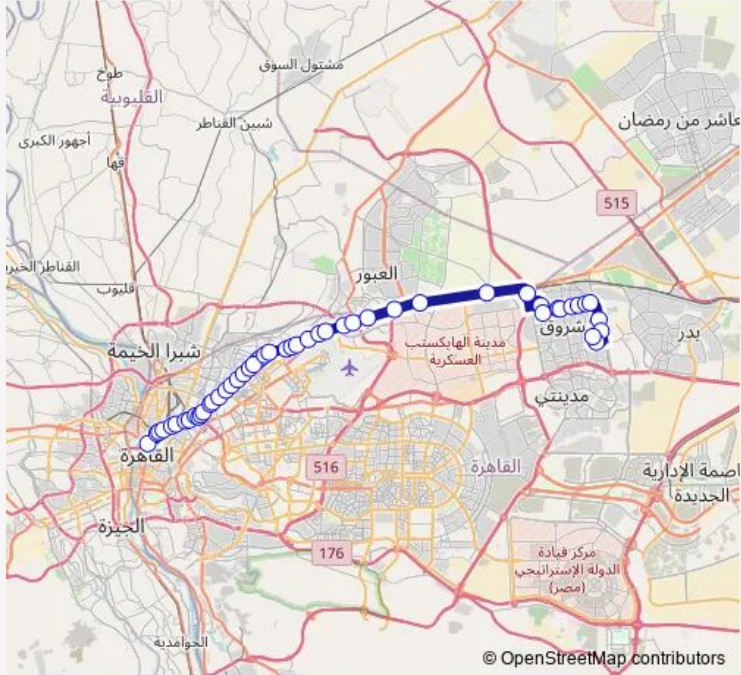 طوخ
مشتول السوق
القليوبية
شبين القناطر
عاشر من رمضان
أجهور الكبرى
قها
515
القناطر الخير
العبور
قليوب
شروق
بدر
شبرا الخيمة
مدينة الهايكستب
العسكرية
مدينتي
القاهرة
516
القاهرة
اصمة الإدارية
الجديدة
الجيزة
176
مركز قيادة
الدولة الإستراتيجي
(مصر)
الحوامدية
© OpenStreetMap contributors